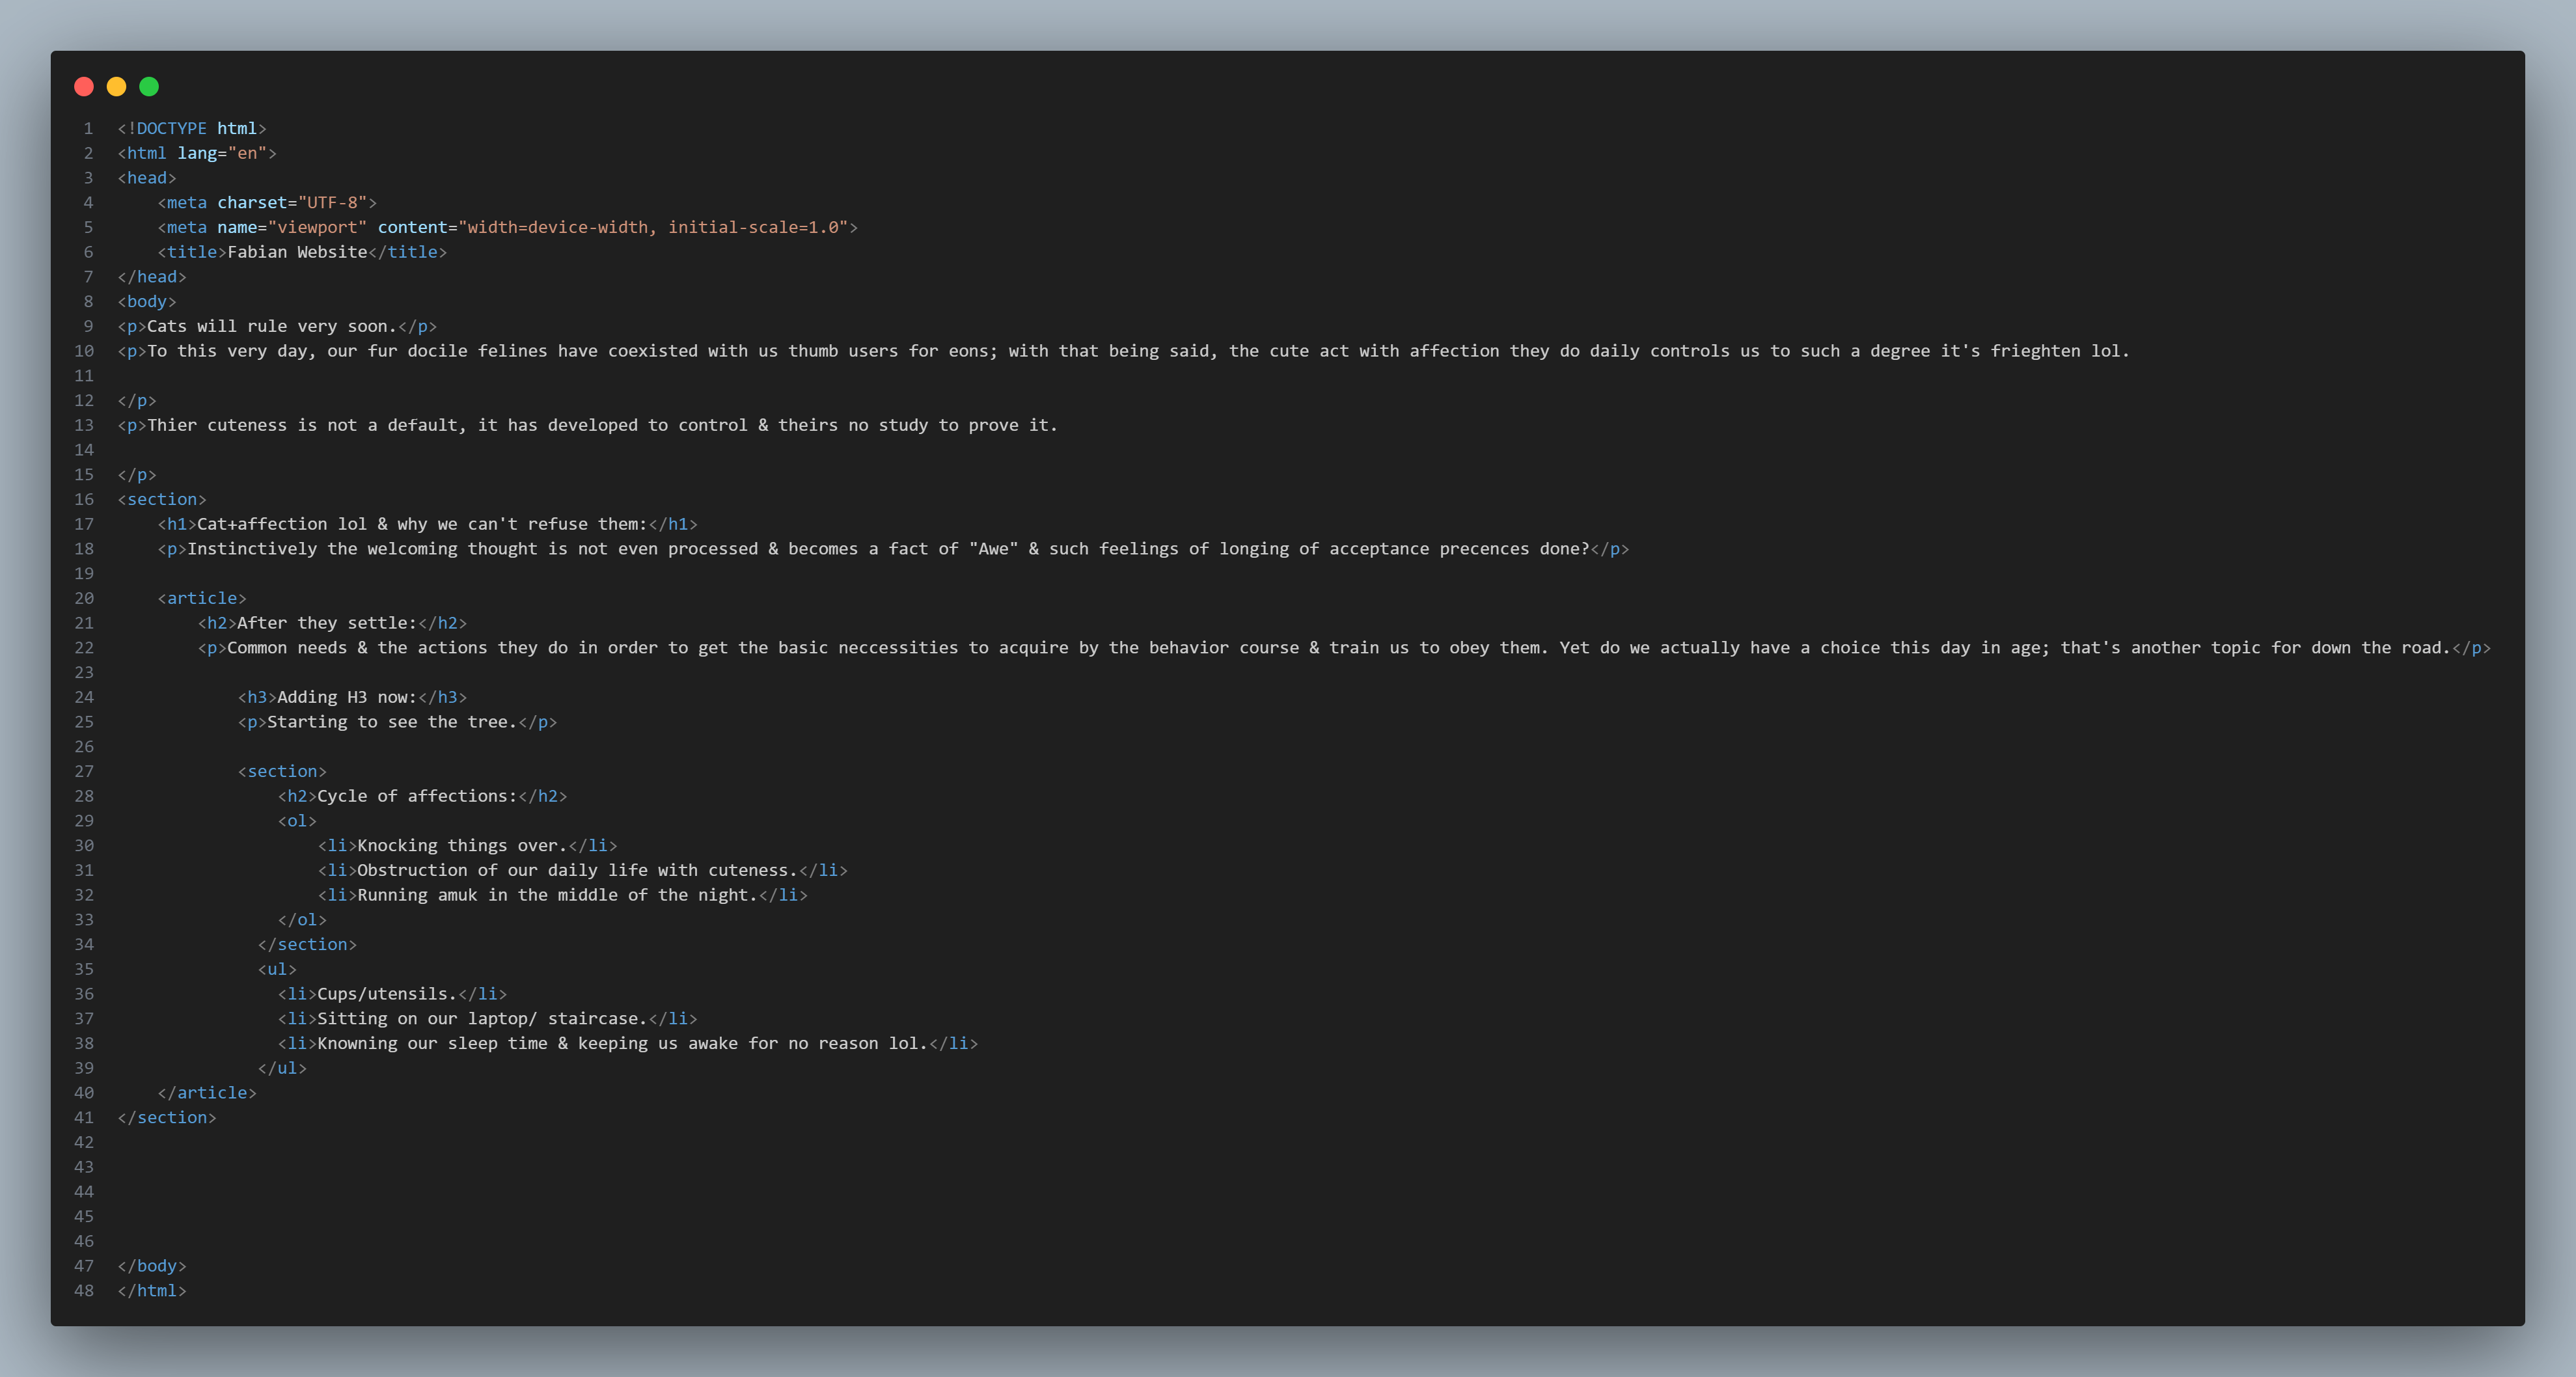 1 <!DOCTYPE html>
2 <html lang="en">
3 <head>
4     <meta charset="UTF-8">
5     <meta name="viewport" content="width=device-width, initial-scale=1.0">
6     <title>Fabian Website</title>
7 </head>
8 <body>
9 <p>Cats will rule very soon.</p>
10 <p>To this very day, our fur docile felines have coexisted with us thumb users for eons; with that being said, the cute act with affection they do daily controls us to such a degree it's frieghten lol.
11
12 </p>
13 <p>Thier cuteness is not a default, it has developed to control & theirs no study to prove it.
14
15 </p>
16 <section>
17     <h1>Cat+affection lol & why we can't refuse them:</h1>
18     <p>Instinctively the welcoming thought is not even processed & becomes a fact of "Awe" & such feelings of longing of acceptance precences done?</p>
19
20     <article>
21         <h2>After they settle:</h2>
22         <p>Common needs & the actions they do in order to get the basic neccessities to acquire by the behavior course & train us to obey them. Yet do we actually have a choice this day in age; that's another topic for down the road.</p>
23
24             <h3>Adding H3 now:</h3>
25             <p>Starting to see the tree.</p>
26
27             <section>
28                 <h2>Cycle of affections:</h2>
29                 <ol>
30                     <li>Knocking things over.</li>
31                     <li>Obstruction of our daily life with cuteness.</li>
32                     <li>Running amuk in the middle of the night.</li>
33                 </ol>
34               </section>
35               <ul>
36                 <li>Cups/utensils.</li>
37                 <li>Sitting on our laptop/ staircase.</li>
38                 <li>Knowning our sleep time & keeping us awake for no reason lol.</li>
39               </ul>
40     </article>
41 </section>
42
43
44
45
46
47 </body>
48 </html>